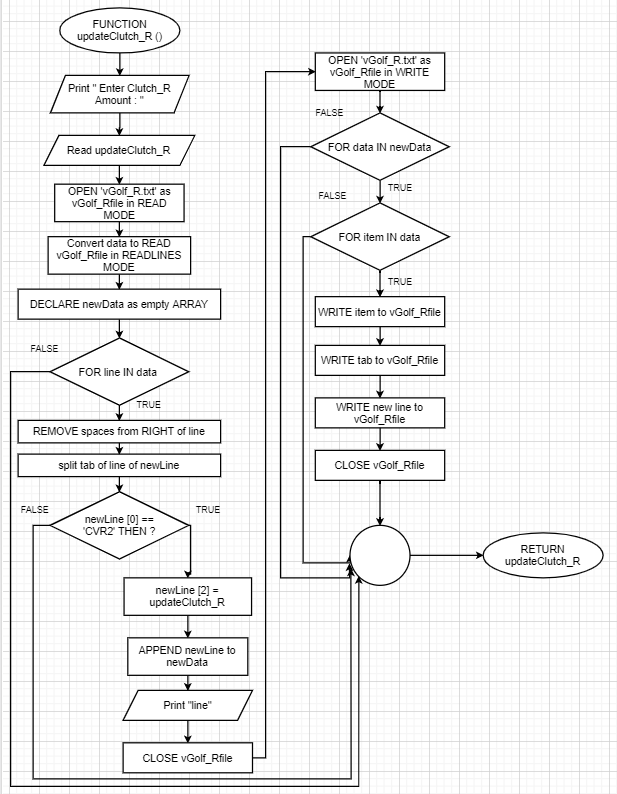 FUNCTION
updateClutch_R ()
Print " Enter Clutch_R
Amount : "
Read updateClutch_R
OPEN 'vGolf_R.txt' as
vGolf_Rfile in READ
MODE
Convert data to READ
vGolf_Rfile in READLINES
MODE
DECLARE newData as empty ARRAY
FALSE
FOR line IN data
TRUE
REMOVE spaces from RIGHT of line
split tab of line of newLine
FALSE
TRUE
newLine [0] ==
'CVR2' THEN ?
newLine [2] =
updateClutch_R
APPEND newLine to
newData
Print "line"
CLOSE vGolf_Rfile
OPEN 'vGolf_R.txt' as
vGolf_Rfile in WRITE
MODE
FALSE
FOR data IN newData
TRUE
FALSE
FOR item IN data
TRUE
WRITE item to vGolf_Rfile
WRITE tab to vGolf_Rfile
WRITE new line to
vGolf_Rfile
CLOSE vGolf_Rfile
RETURN
updateClutch_R